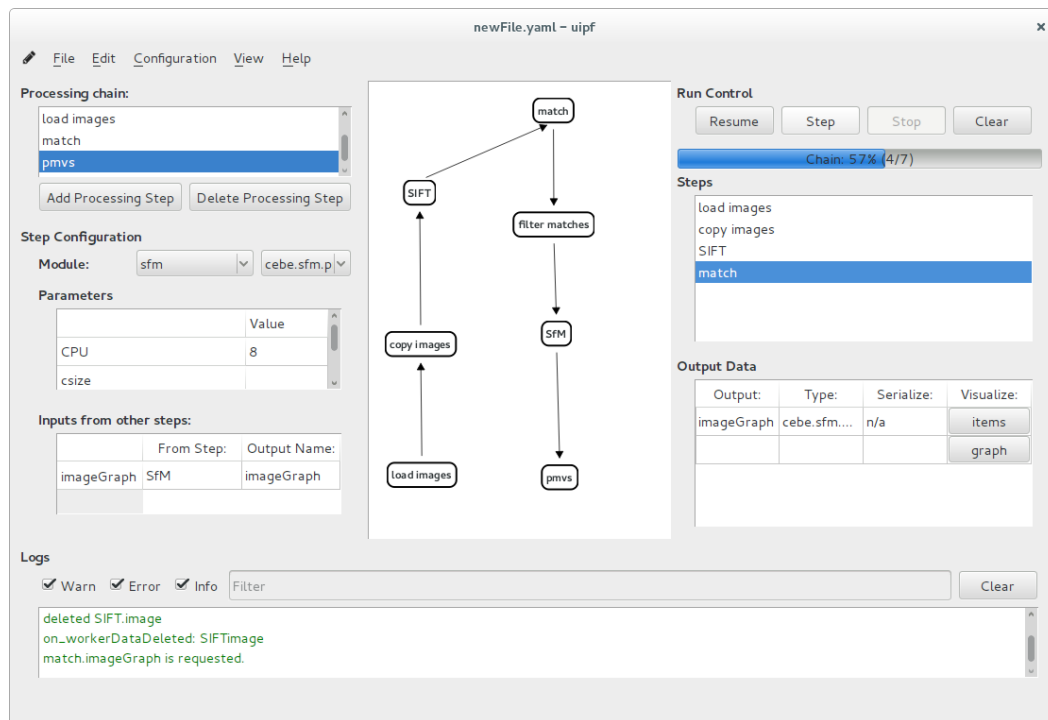 newFile.yaml – uipf
×
File Edit Configuration View Help
Processing chain:
load images
match
pmvs
Add Processing Step Delete Processing Step
Step Configuration
Module: sfm cebe.sfm.p
Parameters
Value
CPU 8
csize
Inputs from other steps:
From Step: Output Name:
imageGraph SfM imageGraph
match
SIFT
filter matches
SfM
copy images
load images
pmvs
Run Control
Resume Step Stop Clear
Chain: 57% (4/7)
Steps
load images
copy images
SIFT
match
Output Data
Output: Type: Serialize: Visualize:
imageGraph cebe.sfm.... n/a items
graph
Logs
Warn Error Info Filter Clear
deleted SIFT.image
on_workerDataDeleted: SIFTimage
match.imageGraph is requested.